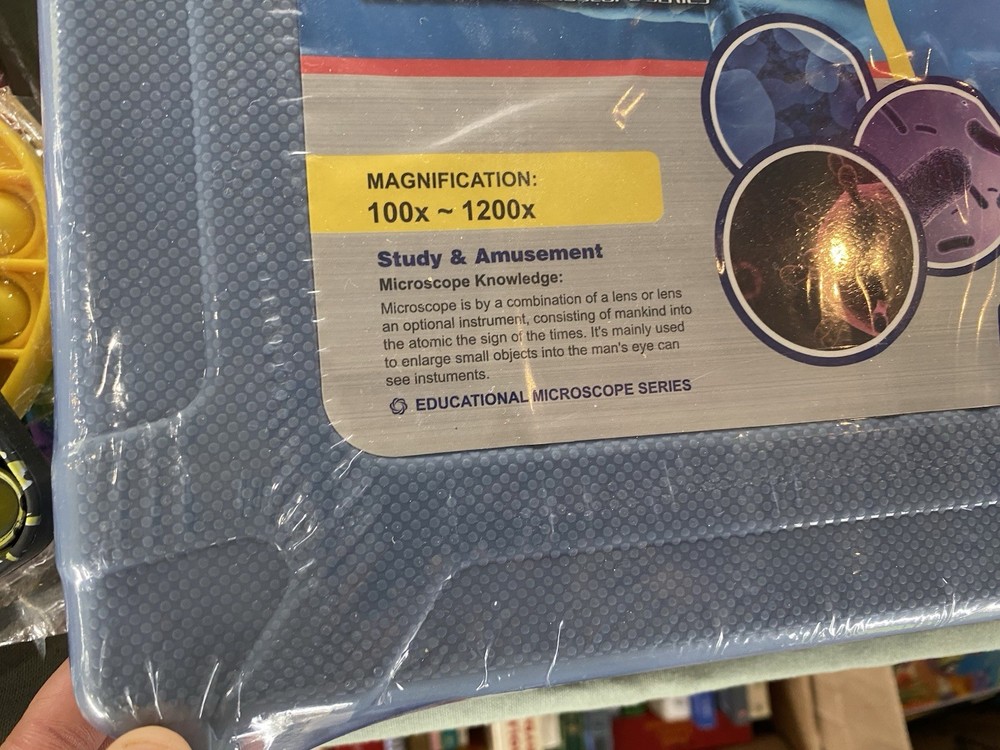 MAGNIFICATION:
100x ~ 1200x
Study & Amusement
Microscope Knowledge:
Microscope is by a combination of a lens or lens
an optional instrument, consisting of mankind into
the atomic the sign of the times. It's mainly used
to enlarge small objects into the man's eye can
see instuments.
EDUCATIONAL MICROSCOPE SERIES